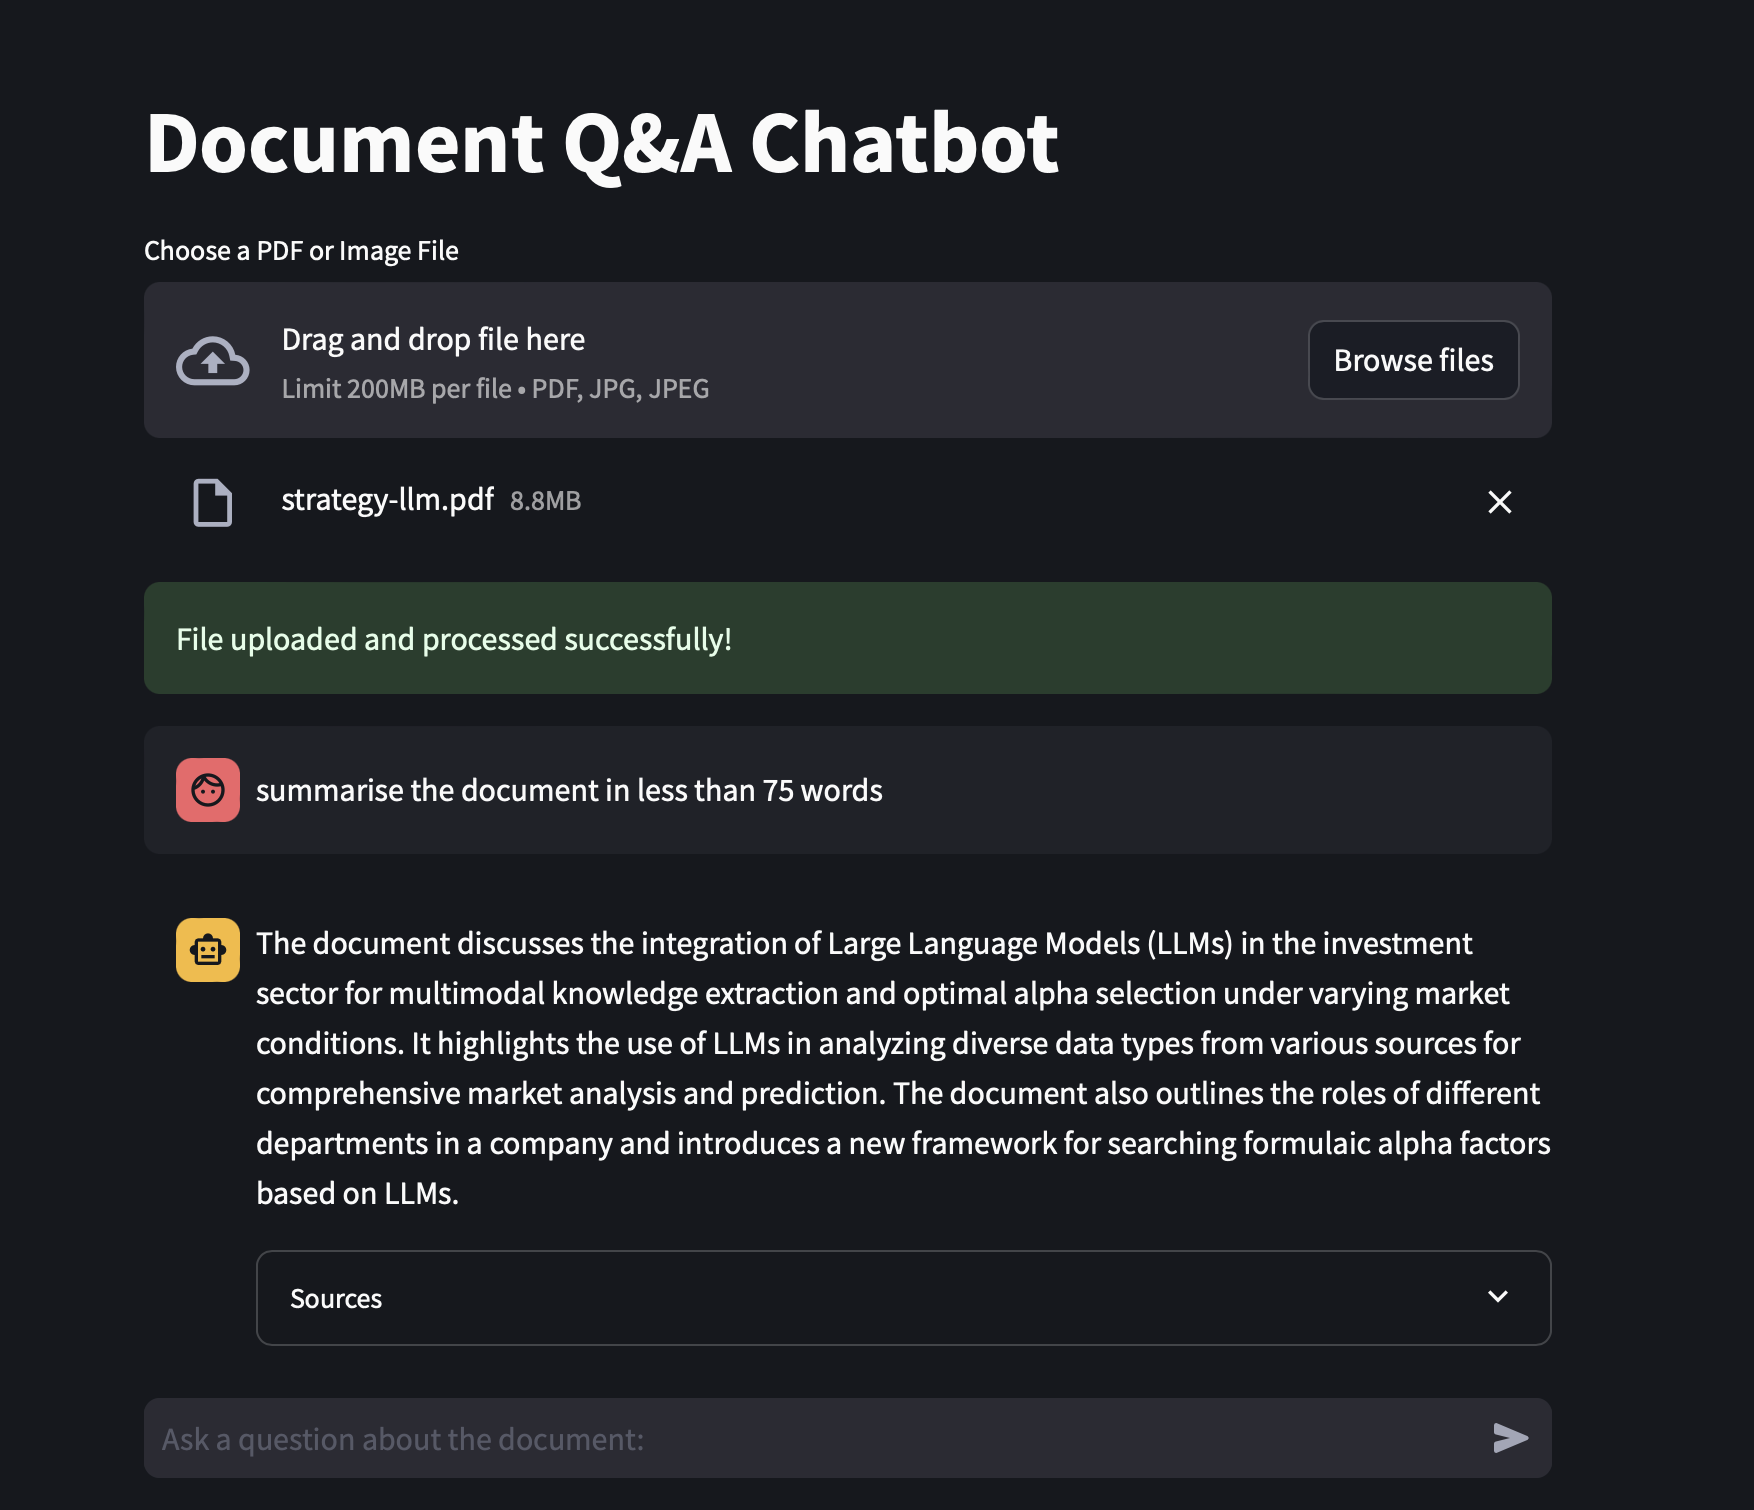 Document Q&A Chatbot
Choose a PDF or Image File
Drag and drop file here
Limit 200MB per file • PDF, JPG, JPEG
Browse files
strategy-llm.pdf 8.8MB
File uploaded and processed successfully!
summarise the document in less than 75 words
The document discusses the integration of Large Language Models (LLMs) in the investment
sector for multimodal knowledge extraction and optimal alpha selection under varying market
conditions. It highlights the use of LLMs in analyzing diverse data types from various sources for
comprehensive market analysis and prediction. The document also outlines the roles of different
departments in a company and introduces a new framework for searching formulaic alpha factors
based on LLMs.
Sources
Ask a question about the document: